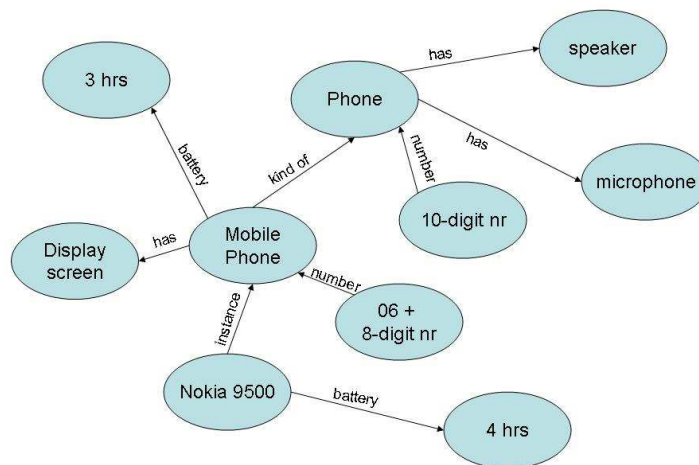 has
speaker
3 hrs
Phone
battery
kind of
number
has
microphone
10-digit nr
Display
screen
has
Mobile
Phone
number
instance
06 +
8-digit nr
Nokia 9500
battery
4 hrs